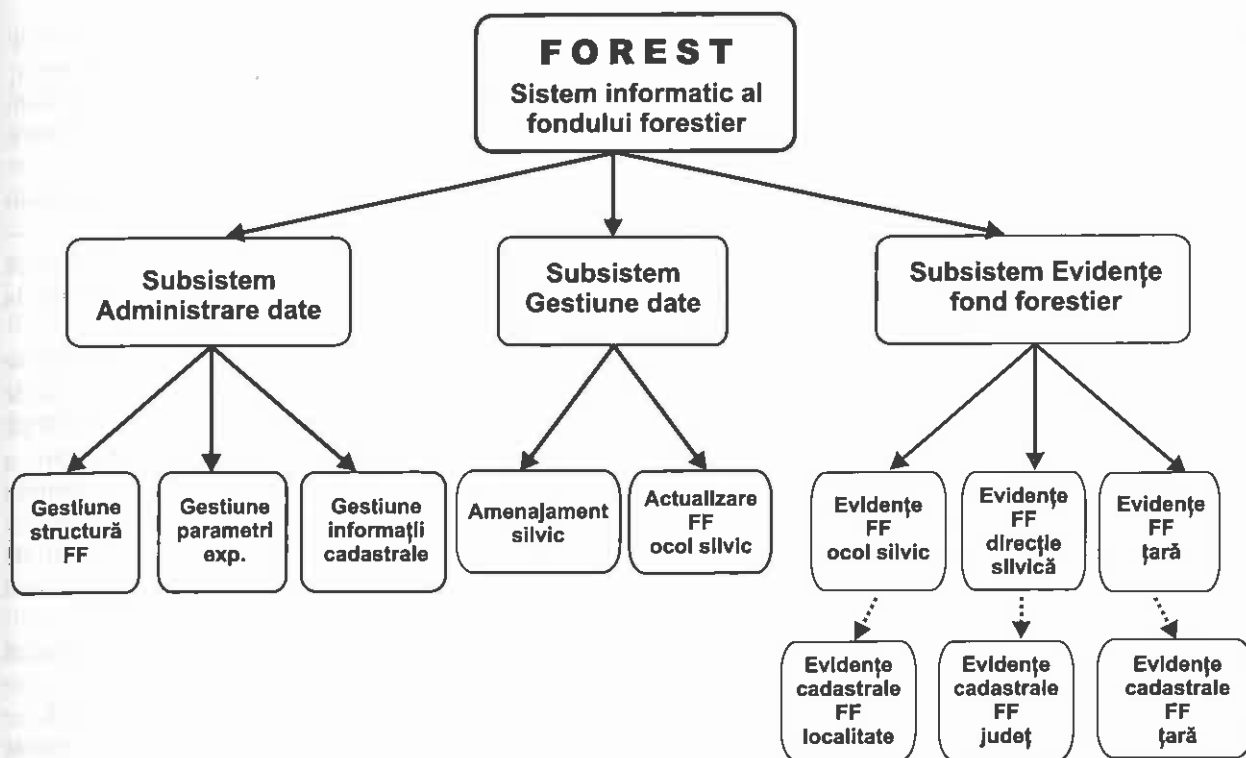 FOREST
Sistem informatic al
fondului forestier
Subsistem
Administrare date
Subsistem
Gestiune date
Subsistem Evidențe
fond forestier
Gestiune
structură
FF
Gestiune
parametri
exp.
Gestiune
informații
cadastrale
Amenajament
silvic
Actualizare
FF
ocol silvic
Evidențe
FF
ocol silvic
Evidențe
FF
direcție
silvică
Evidențe
FF
țară
Evidențe
cadastrale
FF
localitate
Evidențe
cadastrale
FF
județ
Evidențe
cadastrale
FF
țară